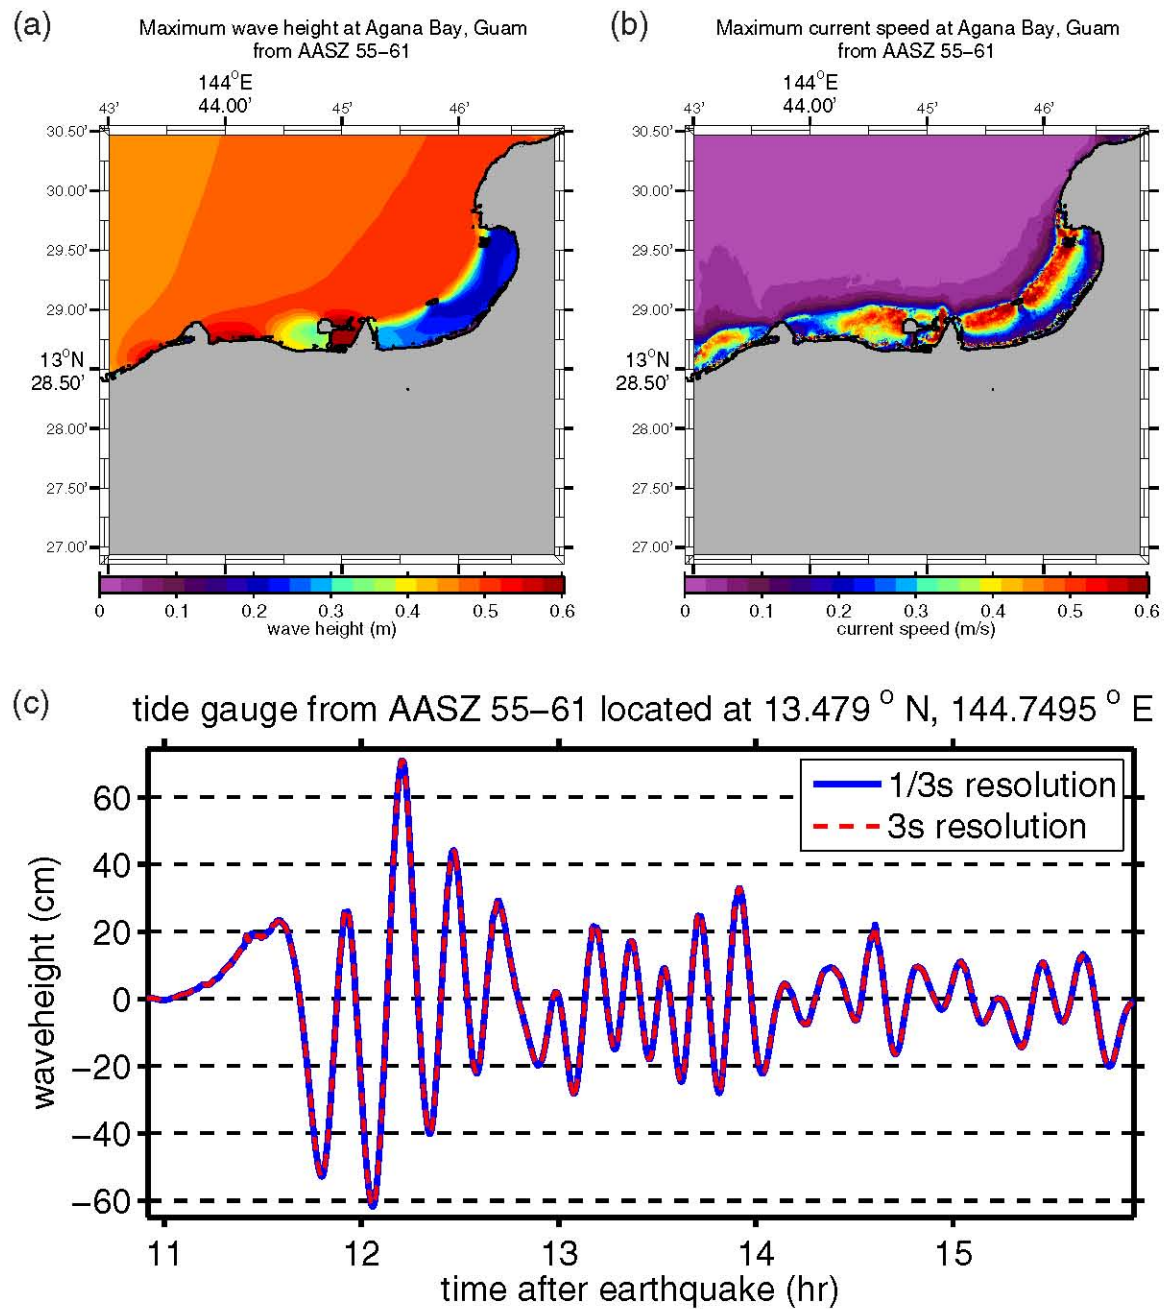 (a)
Maximum wave height at Agana Bay, Guam
from AASZ 55–61
144°E
43' 44.00' 45' 46'
30.50'
30.00'
29.50'
29.00'
13°N
28.50'
28.00'
27.50'
27.00'
0 0.1 0.2 0.3 0.4 0.5 0.6
wave height (m)
(b)
Maximum current speed at Agana Bay, Guam
from AASZ 55–61
144°E
43' 44.00' 45' 46'
30.50'
30.00'
29.50'
29.00'
13°N
28.50'
28.00'
27.50'
27.00'
0 0.1 0.2 0.3 0.4 0.5 0.6
current speed (m/s)
(c)
tide gauge from AASZ 55–61 located at 13.479 ° N, 144.7495 ° E
1/3s resolution
3s resolution
waveheight (cm)
60
40
20
0
−20
−40
−60
11 12 13 14 15
time after earthquake (hr)